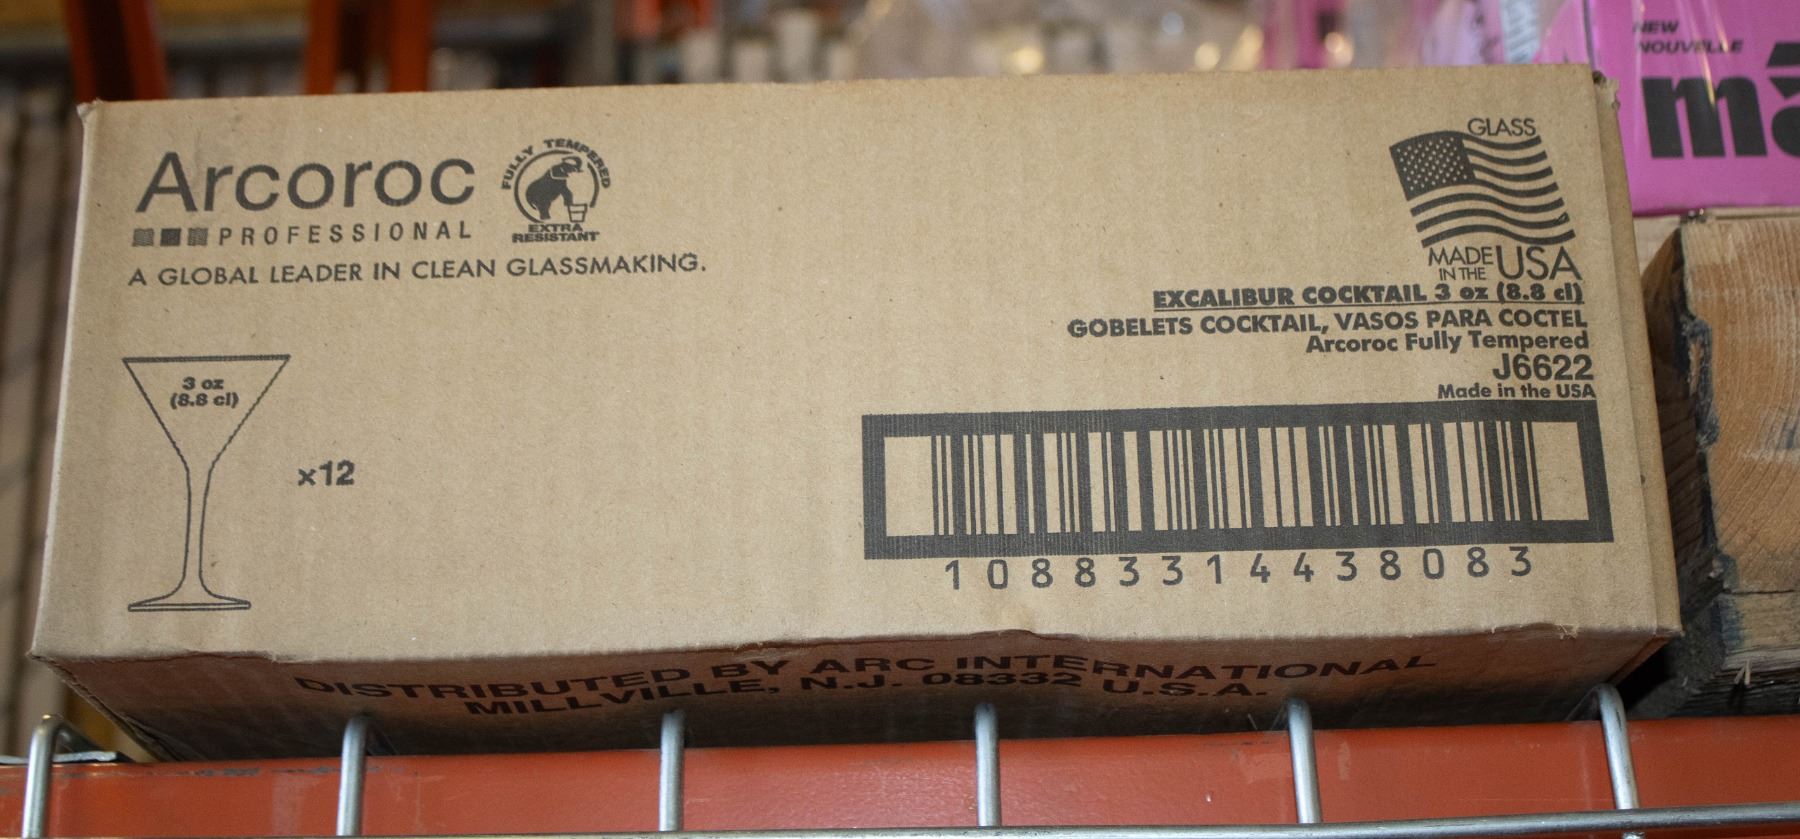 Arcoroc
PROFESSIONAL
FULLY TEMPERED
EXTRA
RESISTANT
A GLOBAL LEADER IN CLEAN GLASSMAKING.
3 oz
(8.8 cl)
×12
GLASS
MADE IN THE USA
EXCALIBUR COCKTAIL 3 oz (8.8 cl)
GOBELETS COCKTAIL, VASOS PARA COCTEL
Arcoroc Fully Tempered
J6622
Made in the USA
10883314438083
DISTRIBUTED BY ARC INTERNATIONAL
MILLVILLE, N.J. 08332 U.S.A.
NEW
NOUVELLE